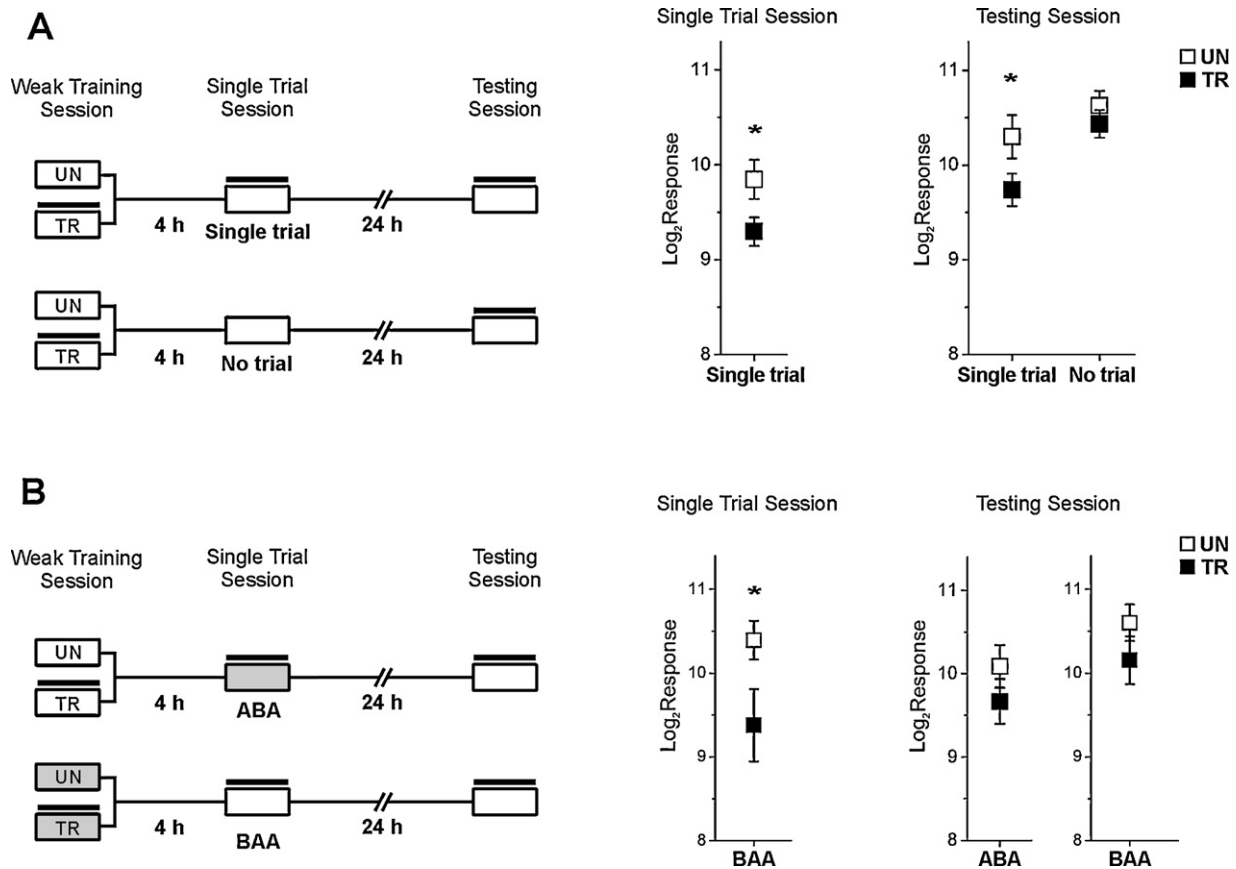 A
Weak Training
Session
Single Trial
Session
Testing
Session
UN
TR
4 h
Single trial
24 h
UN
TR
4 h
No trial
24 h
Single Trial Session
Log₂Response
11
10
9
8
*
Single trial
Testing Session
Log₂Response
11
10
9
8
*
Single trial
No trial
UN
TR
B
Weak Training
Session
Single Trial
Session
Testing
Session
UN
TR
4 h
ABA
24 h
UN
TR
4 h
BAA
24 h
Single Trial Session
Log₂Response
11
10
9
8
*
BAA
Testing Session
Log₂Response
11
10
9
8
ABA
11
10
9
8
BAA
UN
TR